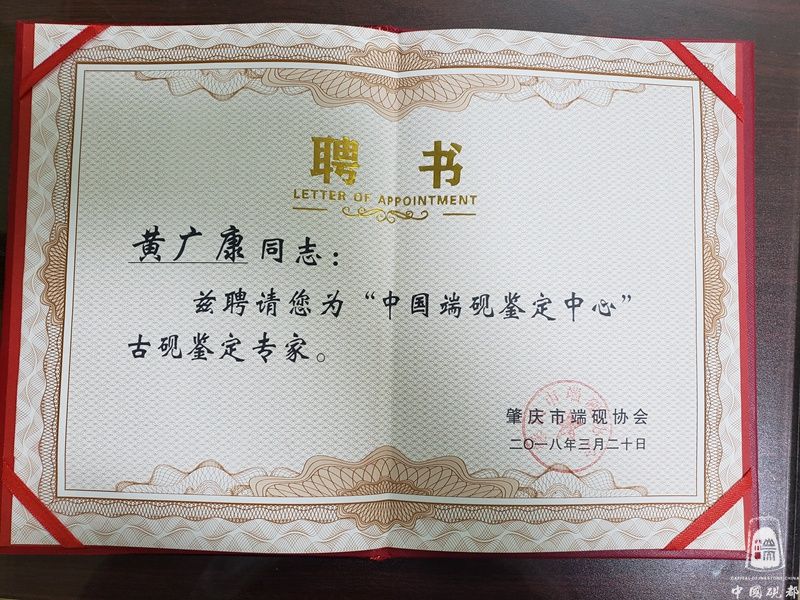 聘 书
LETTER OF APPOINTMENT
黄广康同志：
兹聘请您为“中国端砚鉴定中心”
古砚鉴定专家。
肇庆市端砚协会
二〇一八年三月二十日
中國硯都